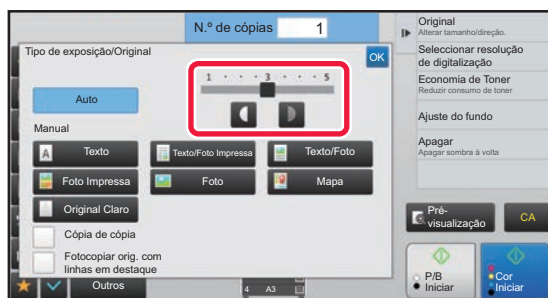 N.º de cópias 1
Tipo de exposição/Original
OK
1 · · 3 · · 5
Auto
Manual
A Texto
Texto/Foto Impressa
Texto/Foto
Foto Impressa
Foto
Mapa
Original Claro
Cópia de cópia
Fotocopiar orig. com
linhas em destaque
Outros
4 A3
Original
Alterar tamanho/direção.
Seleccionar resolução
de digitalização
Economia de Toner
Reduzir consumo de toner
Ajuste do fundo
Apagar
Apagar sombra à volta
Pré-
visualização
CA
P/B
Iniciar
Cor
Iniciar